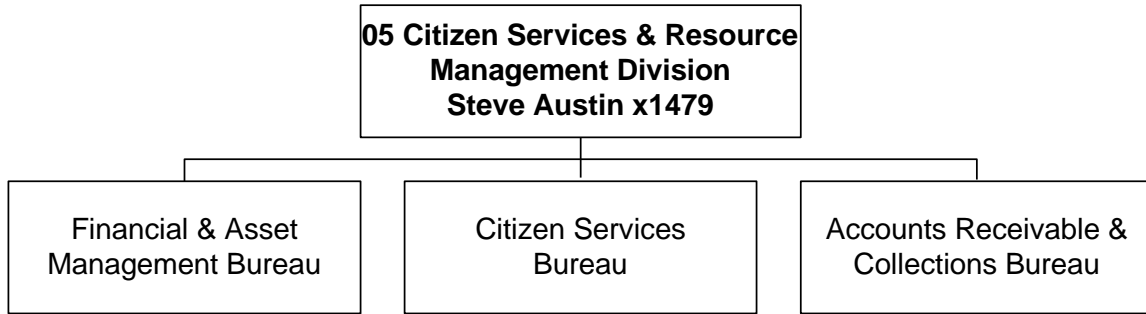 05 Citizen Services & Resource
Management Division
Steve Austin x1479
Financial & Asset
Management Bureau
Citizen Services
Bureau
Accounts Receivable &
Collections Bureau